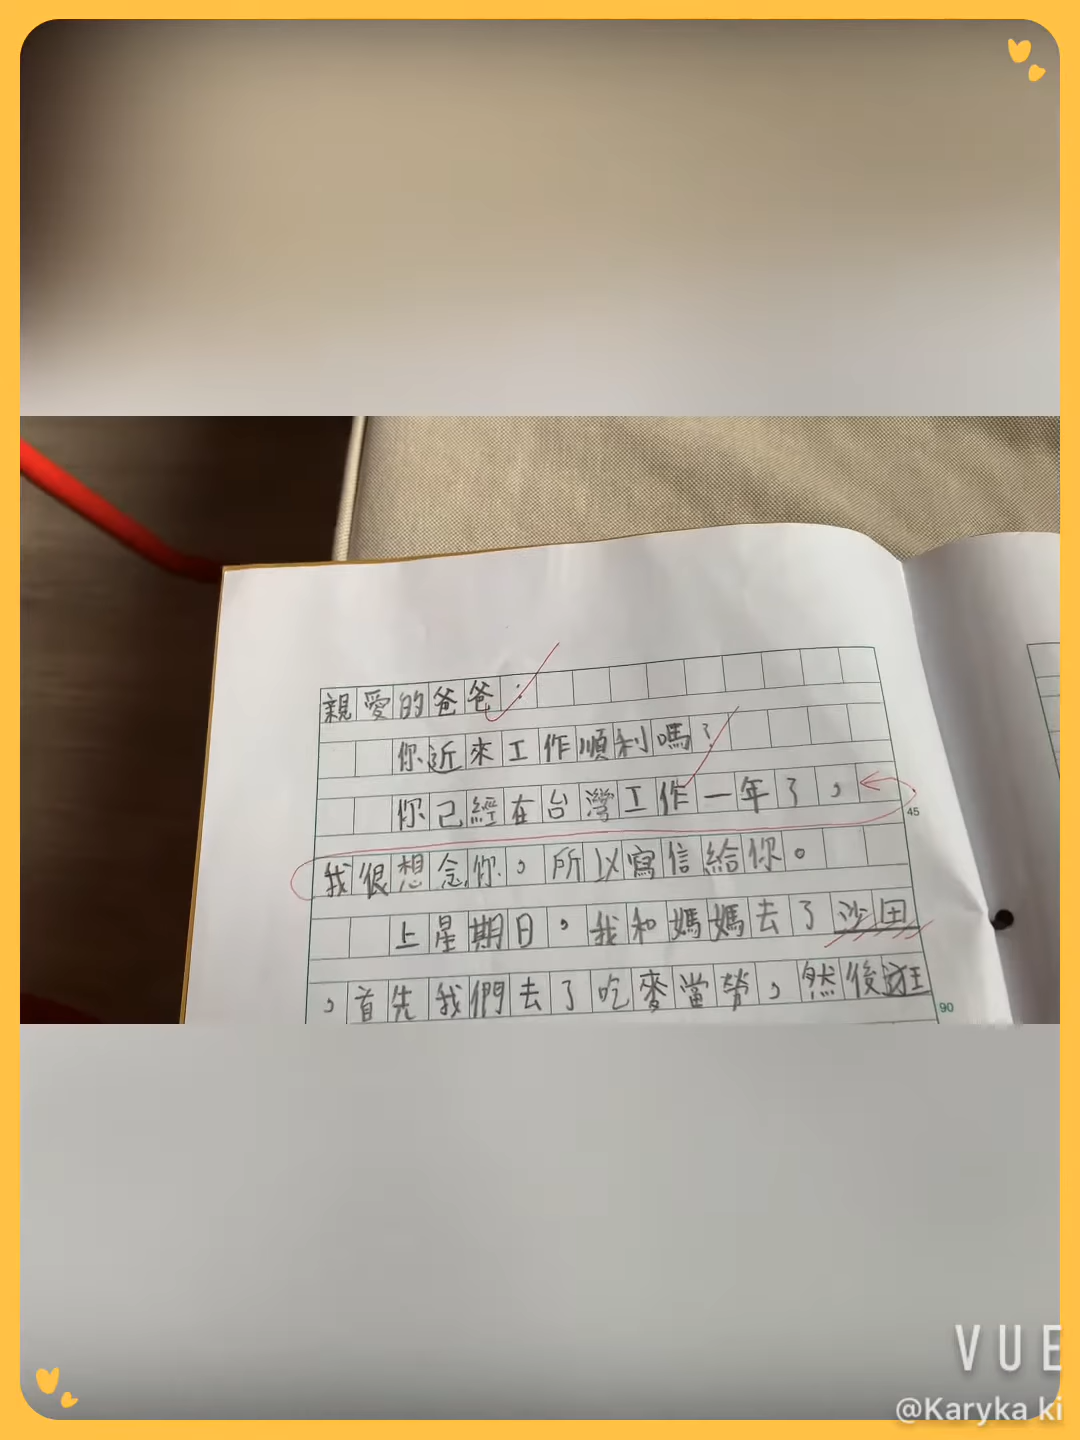 親愛的爸爸：
你近來工作順利嗎？
你己經在台灣工作一年了，
45
我很想念你，所以寫信給你。
上星期日，我和媽媽去了沙田
，首先我們去了吃麥當勞，然後逛
90
VUE
@Karyka ki